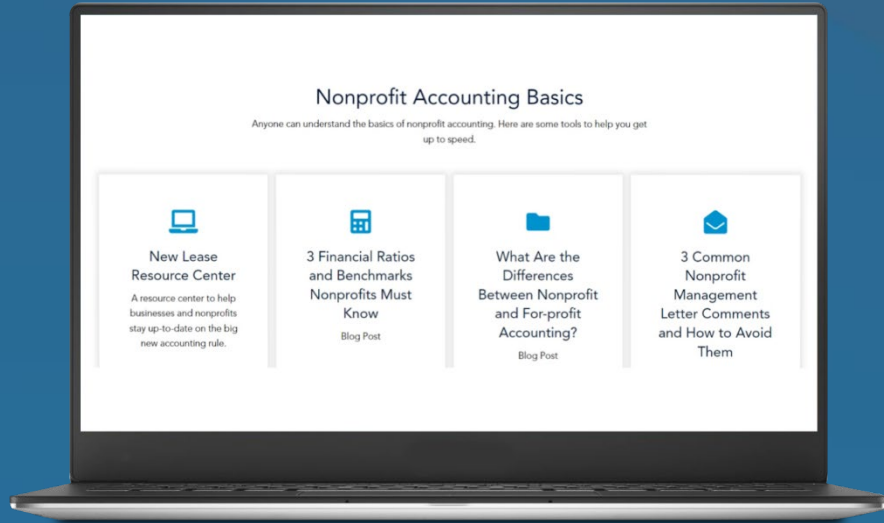 Nonprofit Accounting Basics
Anyone can understand the basics of nonprofit accounting. Here are some tools to help you get
up to speed.
New Lease
Resource Center
A resource center to help
businesses and nonprofits
stay up-to-date on the big
new accounting rule.
3 Financial Ratios
and Benchmarks
Nonprofits Must
Know
Blog Post
What Are the
Differences
Between Nonprofit
and For-profit
Accounting?
Blog Post
3 Common
Nonprofit
Management
Letter Comments
and How to Avoid
Them